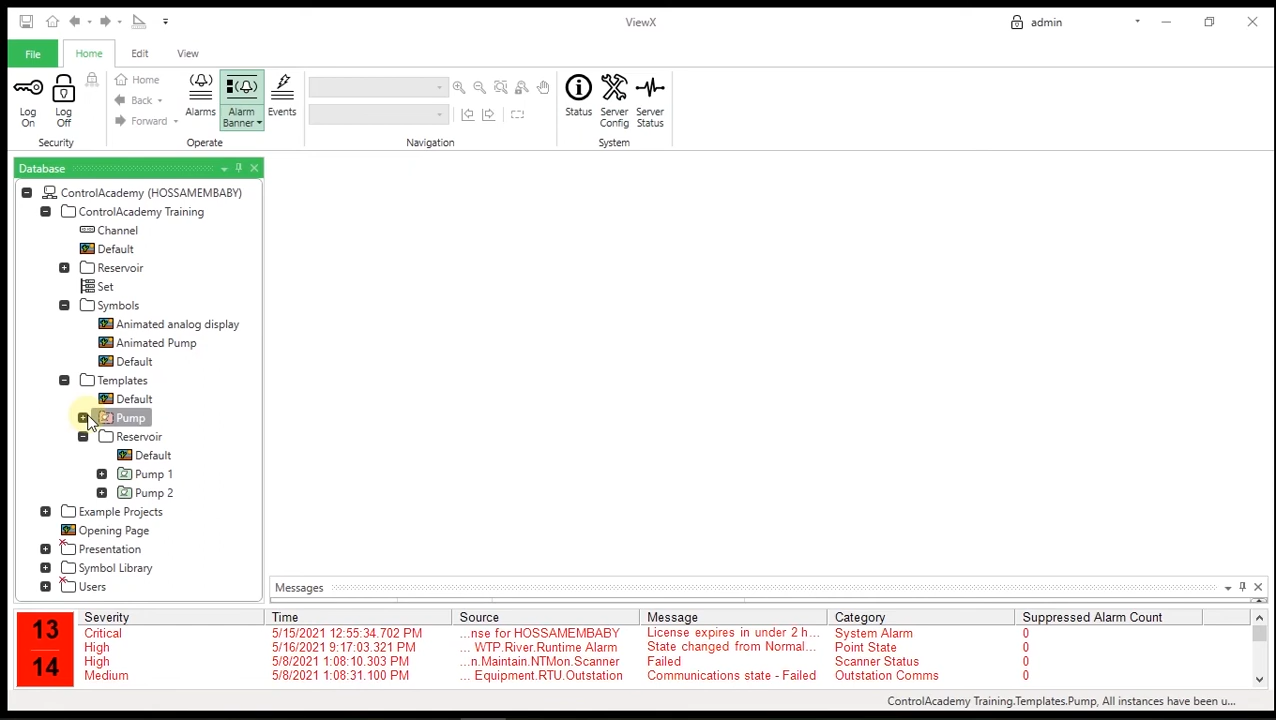 ViewX
admin
File
Home
Edit
View
Log On
Log Off
Home
Back
Forward
Alarms
Alarm Banner
Events
Status
Server Config
Server Status
Security
Operate
Navigation
System
Database
ControlAcademy (HOSSAMEMBABY)
ControlAcademy Training
Channel
Default
Reservoir
Set
Symbols
Animated analog display
Animated Pump
Default
Templates
Default
Pump
Reservoir
Default
Pump 1
Pump 2
Example Projects
Opening Page
Presentation
Symbol Library
Users
Messages
13
14
Severity Time Source Message Category Suppressed Alarm Count
Critical 5/15/2021 12:55:34.702 PM ...nse for HOSSAMEMBABY License expires in under 2 h... System Alarm 0
High 5/16/2021 9:17:03.321 PM ... WTP.River.Runtime Alarm State changed from Normal... Point State 0
High 5/8/2021 1:08:10.303 PM ...n.Maintain.NTMon.Scanner Failed Scanner Status 0
Medium 5/8/2021 1:08:31.100 PM ... Equipment.RTU.Outstation Communications state - Failed Outstation Comms 0
ControlAcademy Training.Templates.Pump, All instances have been u...